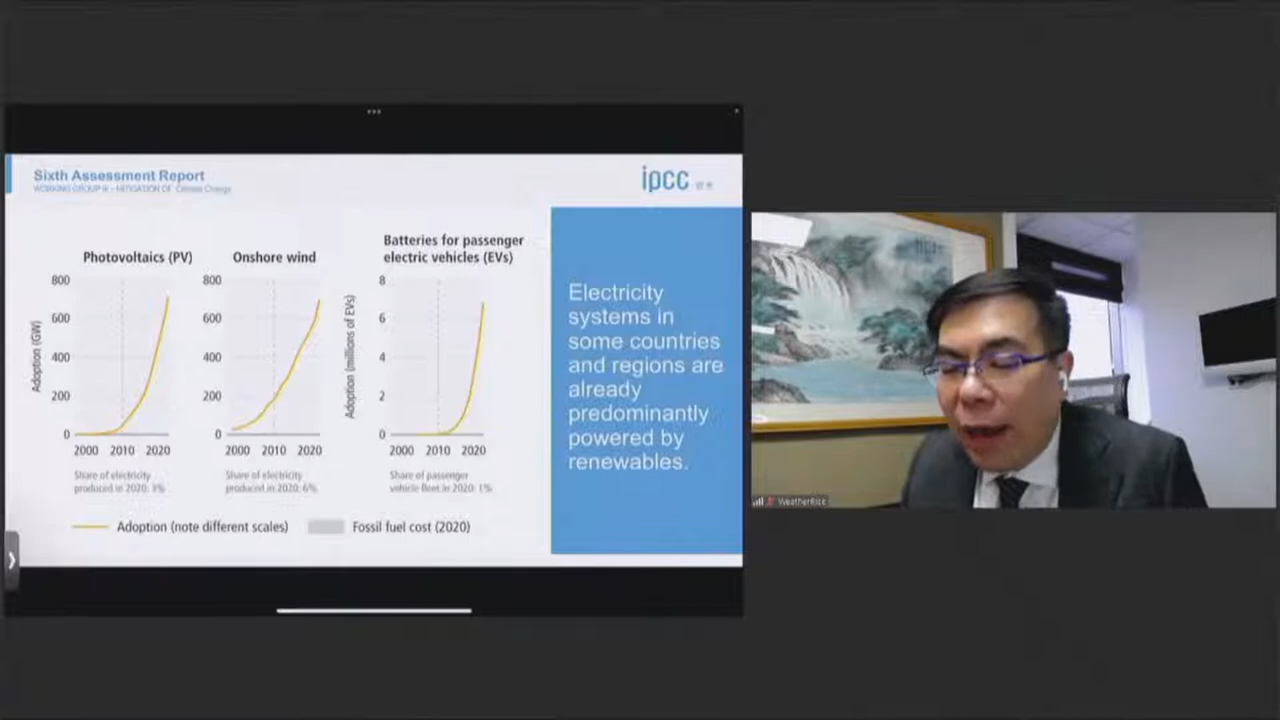 Sixth Assessment Report
WORKING GROUP III – MITIGATION OF Climate Change
ipcc
Photovoltaics (PV)
Adoption (GW)
800
600
400
200
0
2000 2010 2020
Share of electricity
produced in 2020: 3%
Onshore wind
800
600
400
200
0
2000 2010 2020
Share of electricity
produced in 2020: 6%
Batteries for passenger
electric vehicles (EVs)
Adoption (millions of EVs)
8
6
4
2
0
2000 2010 2020
Share of passenger
vehicle fleet in 2020: 1%
Adoption (note different scales)
Fossil fuel cost (2020)
Electricity
systems in
some countries
and regions are
already
predominantly
powered by
renewables.
WeatherRisk